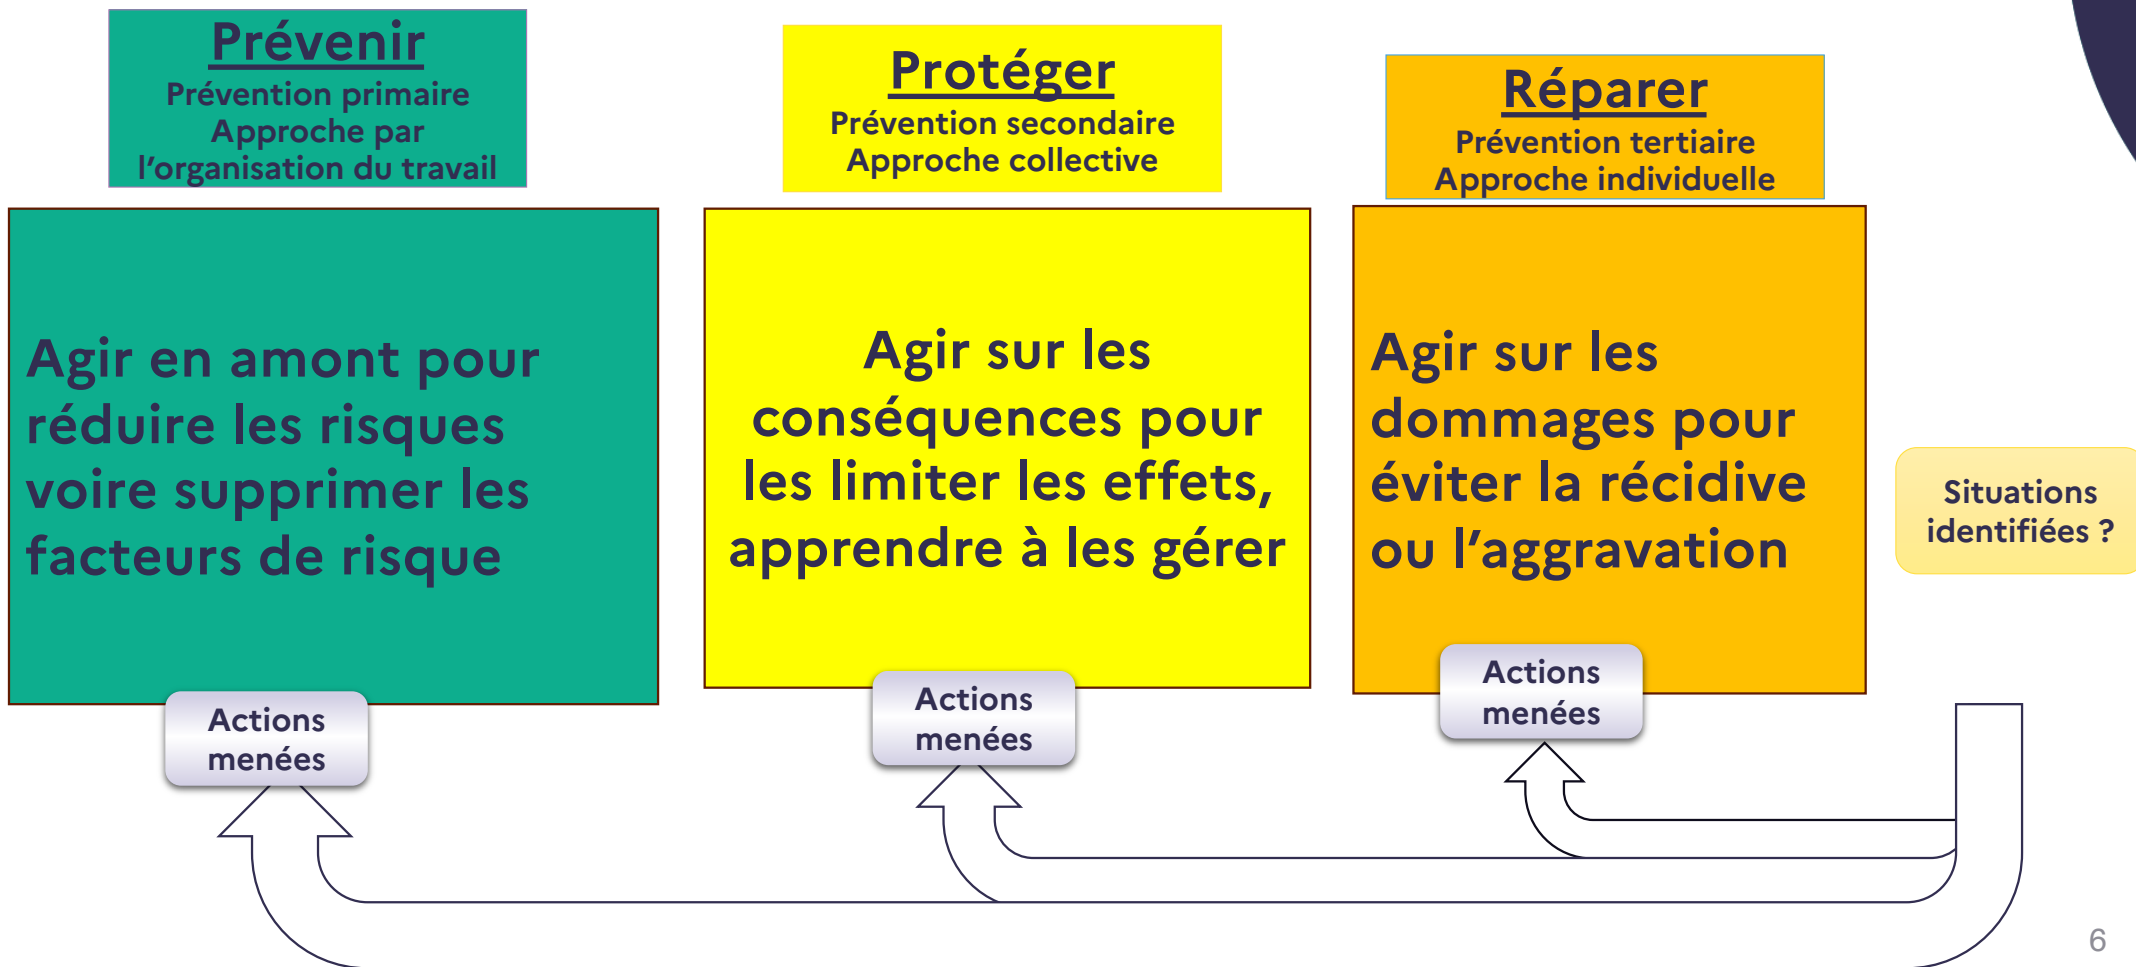 Prévenir
Prévention primaire
Approche par
l'organisation du travail
Agir en amont pour
réduire les risques
voire supprimer les
facteurs de risque
Actions
menées
Protéger
Prévention secondaire
Approche collective
Agir sur les
conséquences pour
les limiter les effets,
apprendre à les gérer
Actions
menées
Réparer
Prévention tertiaire
Approche individuelle
Agir sur les
dommages pour
éviter la récidive
ou l'aggravation
Actions
menées
Situations
identifiées ?
6